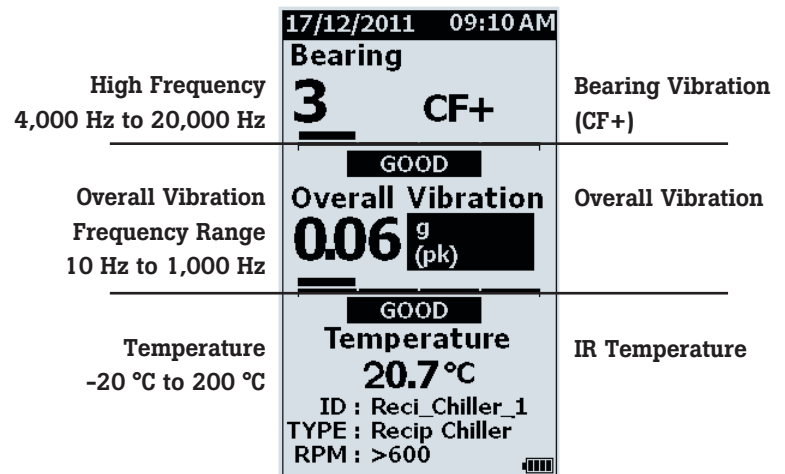 17/12/2011 09:10 AM
Bearing
High Frequency
4,000 Hz to 20,000 Hz
3 CF+
Bearing Vibration
(CF+)
GOOD
Overall Vibration
Frequency Range
10 Hz to 1,000 Hz
Overall Vibration
0.06 g
(pk)
Overall Vibration
GOOD
Temperature
-20 °C to 200 °C
Temperature
20.7 °C
IR Temperature
ID : Reci_Chiller_1
TYPE : Recip Chiller
RPM : >600